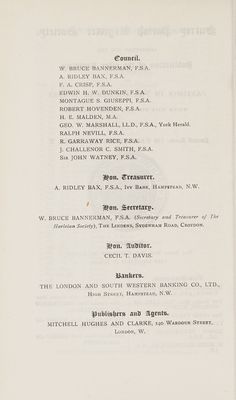 Council.
W. BRUCE BANNERMAN, F.S.A.
A. RIDLEY BAX, F.S.A.
F. A. CRISP, F.S.A.
EDWIN H. W. DUNKIN, F.S.A.
MONTAGUE S. GIUSEPPI, F.S.A.
ROBERT HOVENDEN, F.S.A.
H. E. MALDEN, M.A.
GEO. W. MARSHALL, LL.D., F.S.A., York Herald.
RALPH NEVILL, F.S.A.
R. GARRAWAY RICE, F.S.A.
J. CHALLENOR C. SMITH, F.S.A.
SIR JOHN WATNEY, F.S.A.
Hon. Treasurer.
A. RIDLEY BAX, F.S.A., IVY BANK, HAMPSTEAD, N.W.
Hon. Secretary.
W. BRUCE BANNERMAN, F.S.A. (Secretary and Treasurer of The
Harleian Society), THE LINDENS, SYDENHAM ROAD, CROYDON.
Hon. Auditor.
CECIL T. DAVIS.
Bankers.
THE LONDON AND SOUTH WESTERN BANKING CO., LTD.,
HIGH STREET, HAMPSTEAD, N.W.
Publishers and Agents.
MITCHELL HUGHES AND CLARKE, 140 WARDOUR STREET,
LONDON, W.